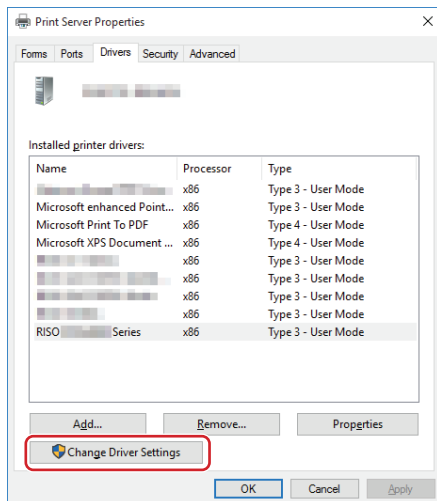 Print Server Properties
Forms Ports Drivers Security Advanced
Installed printer drivers:
Name Processor Type
x86 Type 3 - User Mode
Microsoft enhanced Point... x86 Type 3 - User Mode
Microsoft Print To PDF x86 Type 4 - User Mode
Microsoft XPS Document ... x86 Type 4 - User Mode
x86 Type 3 - User Mode
x86 Type 3 - User Mode
x86 Type 3 - User Mode
x86 Type 3 - User Mode
RISO Series x86 Type 3 - User Mode
Add... Remove... Properties
Change Driver Settings
OK Cancel Apply